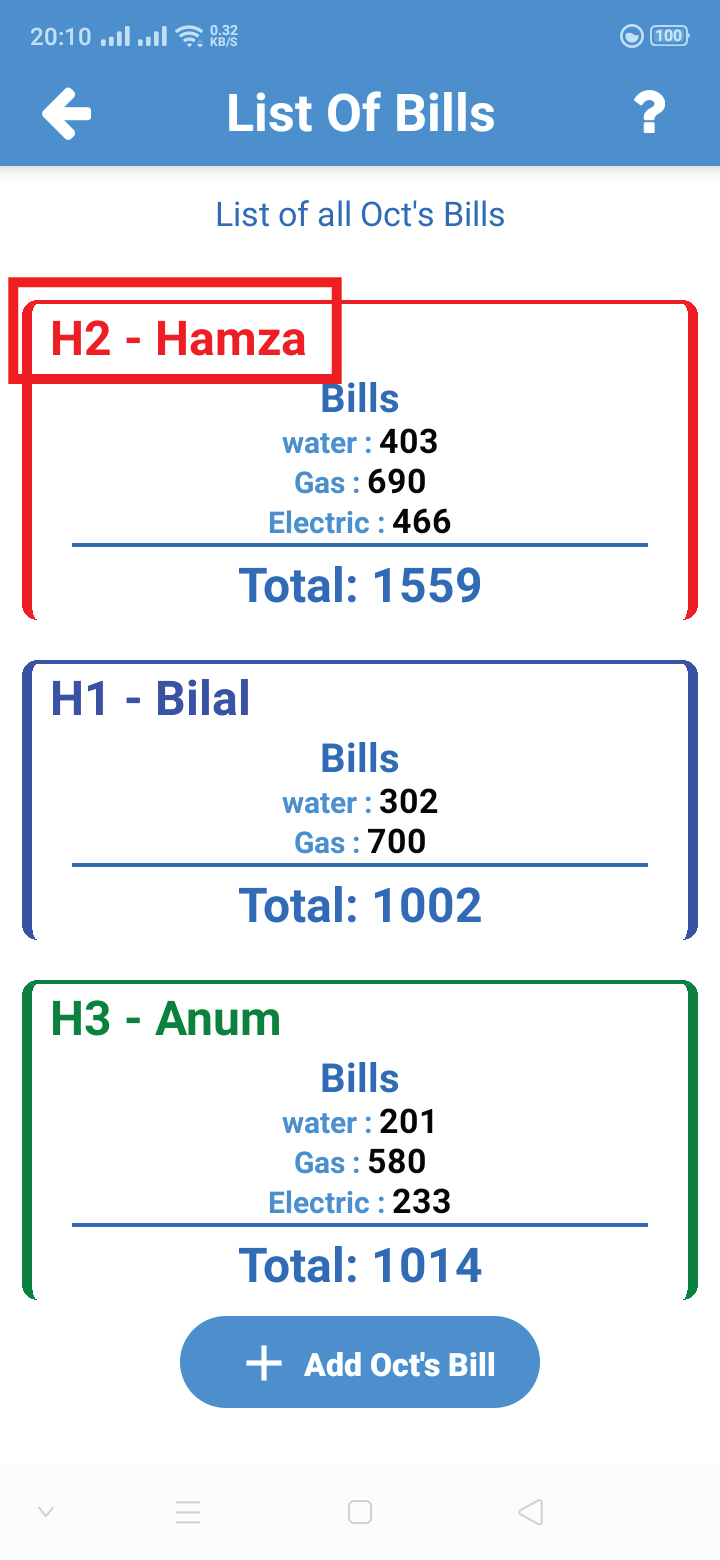 20:10 0.32 KB/S 100
List Of Bills ?
List of all Oct's Bills
H2 - Hamza
Bills
water : 403
Gas : 690
Electric : 466
Total: 1559
H1 - Bilal
Bills
water : 302
Gas : 700
Total: 1002
H3 - Anum
Bills
water : 201
Gas : 580
Electric : 233
Total: 1014
+ Add Oct's Bill